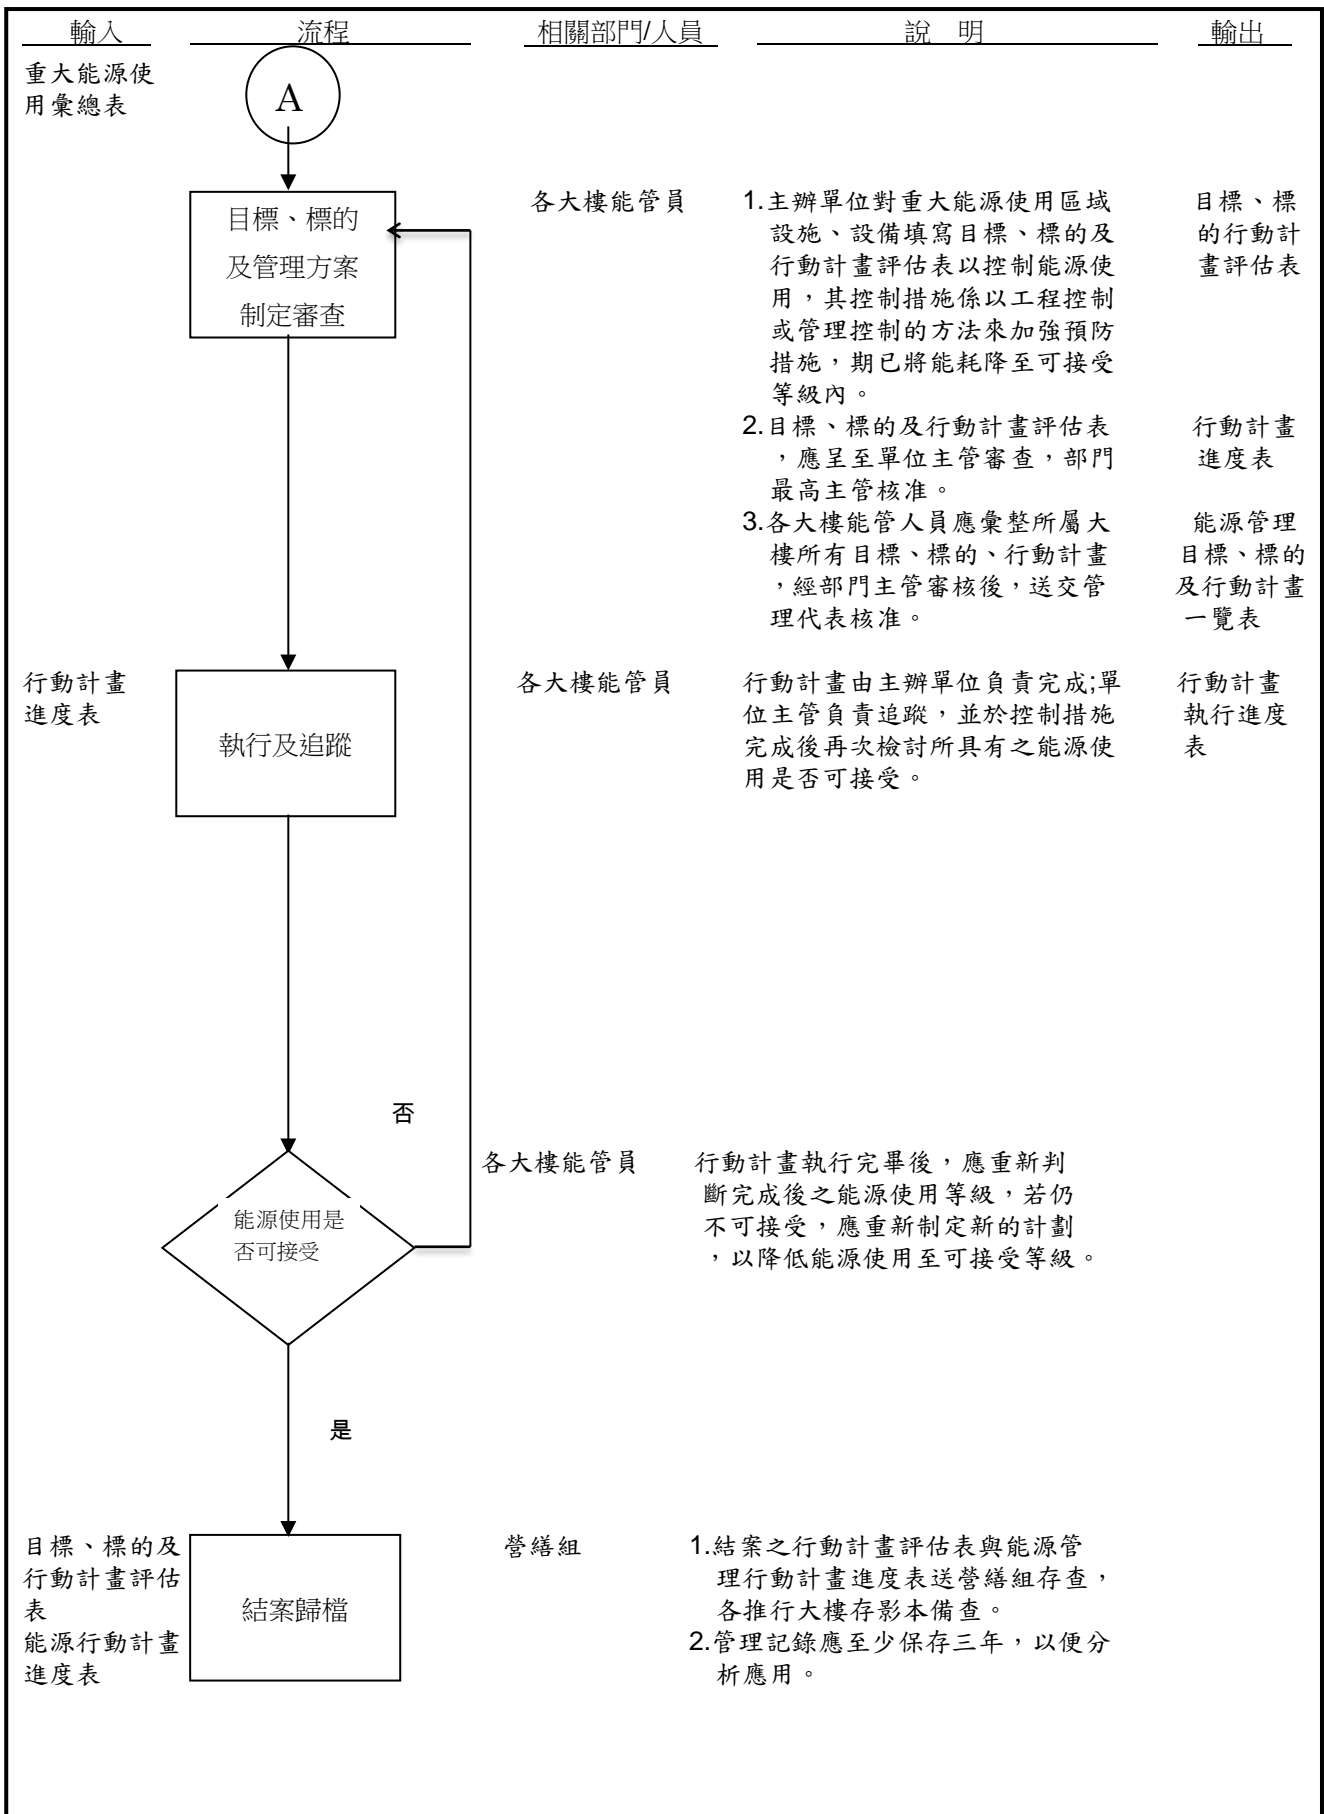 輸入 流程 相關部門/人員 說 明 輸出
重大能源使
用彙總表
A
目標、標的
及管理方案
制定審查
各大樓能管員
1.主辦單位對重大能源使用區域
設施、設備填寫目標、標的及
行動計畫評估表以控制能源使
用，其控制措施係以工程控制
或管理控制的方法來加強預防
措施，期已將能耗降至可接受
等級內。
2.目標、標的及行動計畫評估表
，應呈至單位主管審查，部門
最高主管核准。
3.各大樓能管人員應彙整所屬大
樓所有目標、標的、行動計畫
，經部門主管審核後，送交管
理代表核准。
目標、標
的行動計
畫評估表
行動計畫
進度表
能源管理
目標、標的
及行動計畫
一覽表
行動計畫
進度表
執行及追蹤
各大樓能管員
行動計畫由主辦單位負責完成;單
位主管負責追蹤，並於控制措施
完成後再次檢討所具有之能源使
用是否可接受。
行動計畫
執行進度
表
否
能源使用是
否可接受
各大樓能管員
行動計畫執行完畢後，應重新判
斷完成後之能源使用等級，若仍
不可接受，應重新制定新的計劃
，以降低能源使用至可接受等級。
是
目標、標的及
行動計畫評估
表
能源行動計畫
進度表
結案歸檔
營繕組
1.結案之行動計畫評估表與能源管
理行動計畫進度表送營繕組存查，
各推行大樓存影本備查。
2.管理記錄應至少保存三年，以便分
析應用。